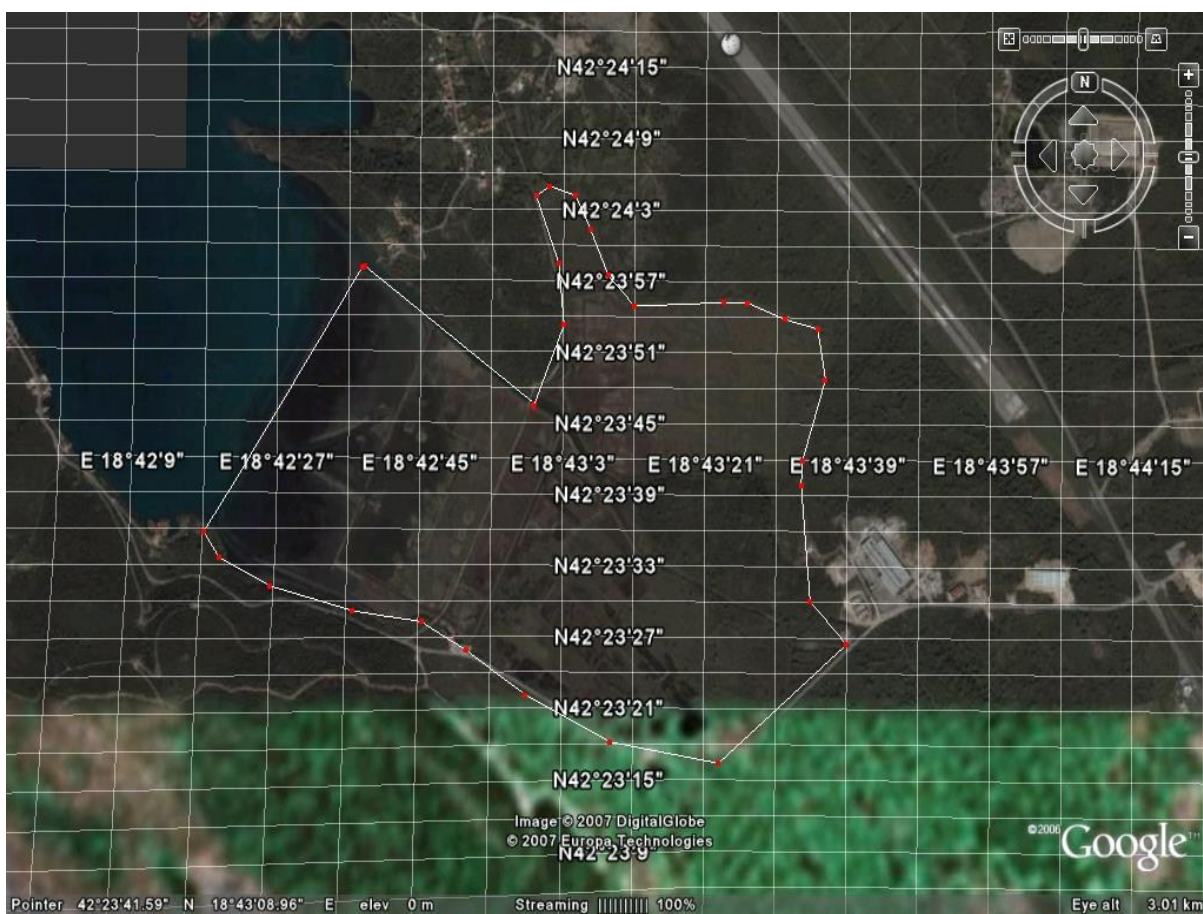 N42°24'15"
N
N42°24'9"
N42°24'3"
N42°23'57"
N42°23'51"
N42°23'45"
E 18°42'9" E 18°42'27" E 18°42'45" E 18°43'3" E 18°43'21" E 18°43'39" E 18°43'57" E 18°44'15"
N42°23'39"
N42°23'33"
N42°23'27"
N42°23'21"
N42°23'15"
Image © 2007 DigitalGlobe
© 2007 Europa Technologies
N42°23'9"
©2006 Google™
Pointer 42°23'41.59" N 18°43'08.96" E elev 0 m Streaming |||||||||| 100% Eye alt 3.01 km